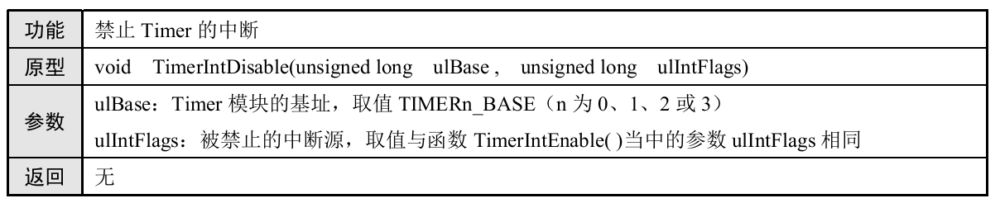 功能 禁止 Timer 的中断
原型 void TimerIntDisable(unsigned long ulBase , unsigned long ulIntFlags)
参数 ulBase：Timer 模块的基址，取值 TIMERn_BASE（n 为 0、1、2 或 3）
ulIntFlags：被禁止的中断源，取值与函数 TimerIntEnable( )当中的参数 ulIntFlags 相同
返回 无